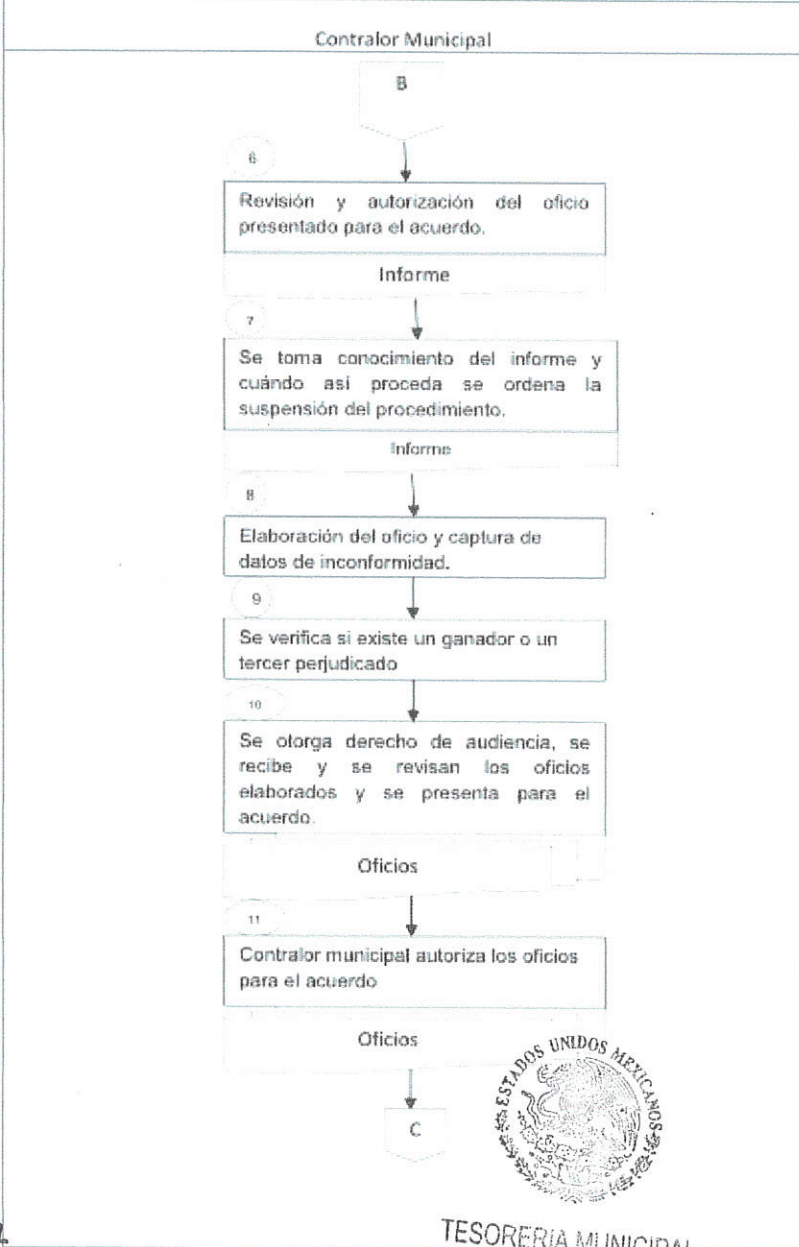 Contralor Municipal
B
6
Revisión y autorización del oficio
presentado para el acuerdo.
Informe
7
Se toma conocimiento del informe y
cuándo así proceda se ordena la
suspensión del procedimiento.
Informe
8
Elaboración del oficio y captura de
datos de inconformidad.
9
Se verifica si existe un ganador o un
tercer perjudicado
10
Se otorga derecho de audiencia, se
recibe y se revisan los oficios
elaborados y se presenta para el
acuerdo.
Oficios
11
Contralor municipal autoriza los oficios
para el acuerdo
Oficios
C
ESTADOS UNIDOS MEXICANOS
TESORERIA MUNICIPAL